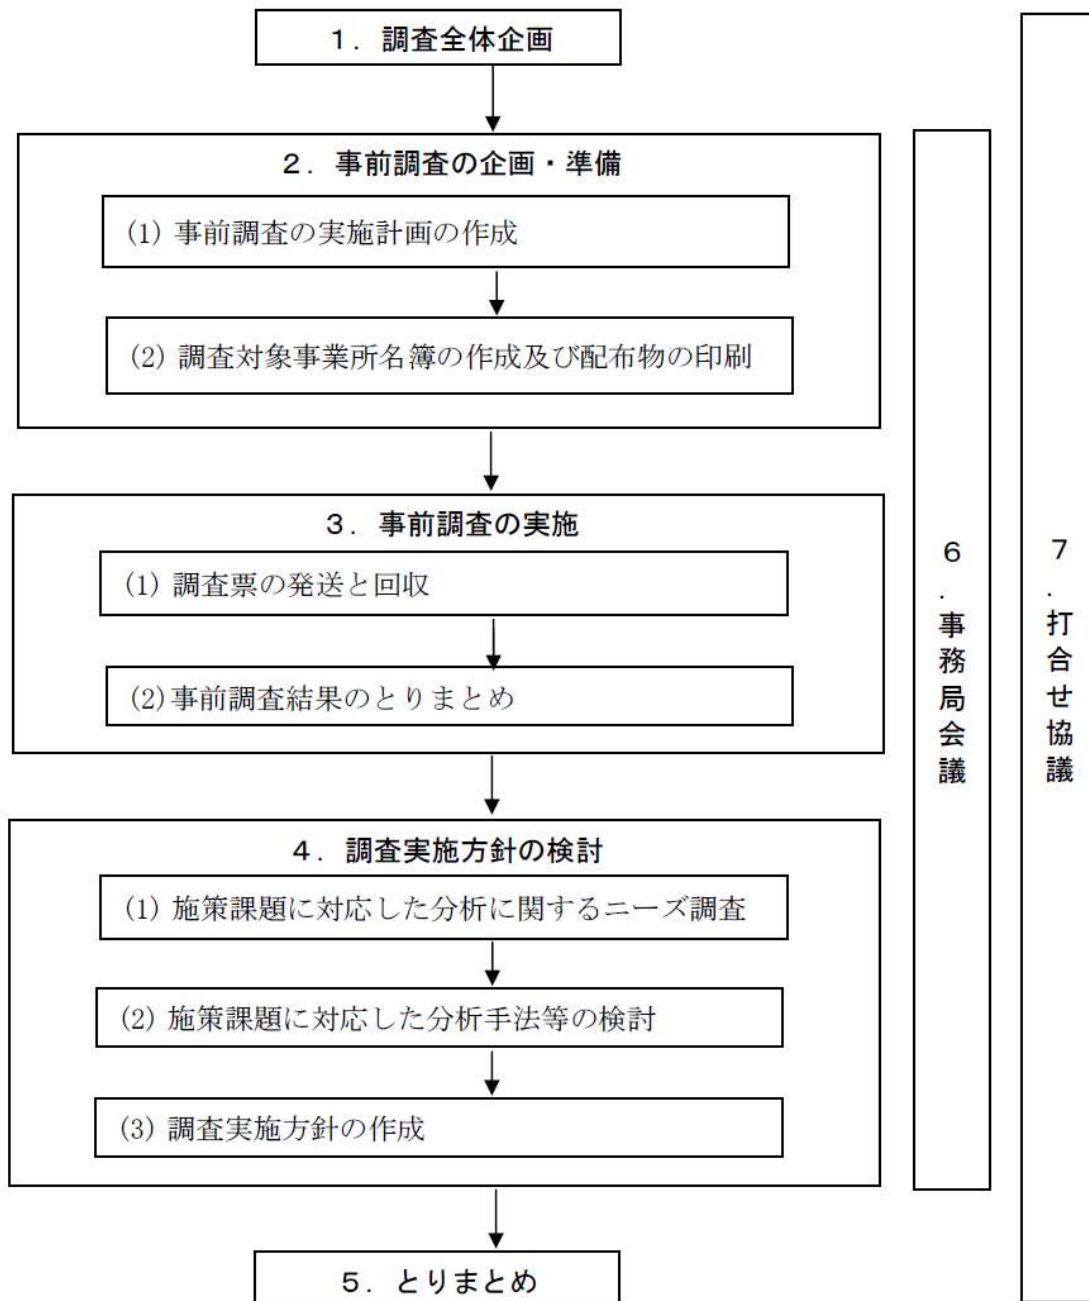 １．調査全体企画
２．事前調査の企画・準備
(1) 事前調査の実施計画の作成
(2) 調査対象事業所名簿の作成及び配布物の印刷
３．事前調査の実施
(1) 調査票の発送と回収
(2)事前調査結果のとりまとめ
４．調査実施方針の検討
(1) 施策課題に対応した分析に関するニーズ調査
(2) 施策課題に対応した分析手法等の検討
(3) 調査実施方針の作成
５．とりまとめ
６．事務局会議
７．打合せ協議